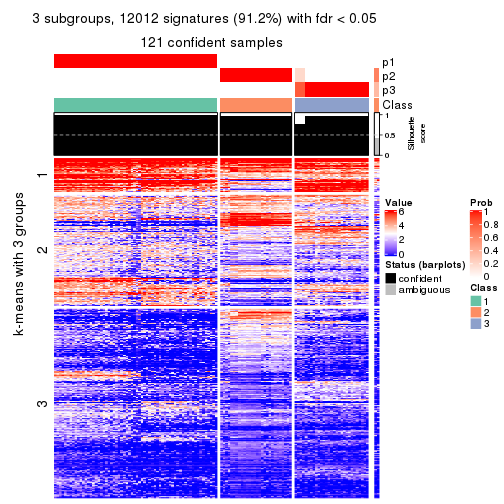 3 subgroups, 12012 signatures (91.2%) with fdr < 0.05
121 confident samples
p1
p2
p3
Class
1
0.5
0
Silhouette
score
k-means with 3 groups
1
2
3
Value
6
4
2
0
Status (barplots)
confident
ambiguous
Prob
1
0.8
0.6
0.4
0.2
0
Class
1
2
3